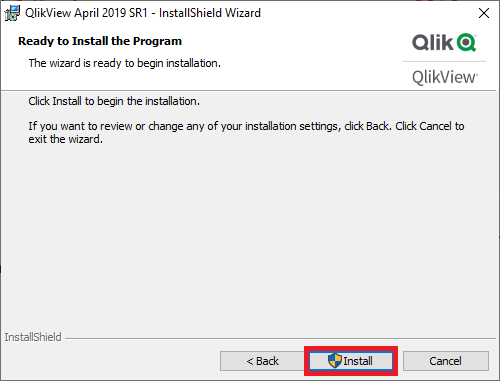 QlikView April 2019 SR1 - InstallShield Wizard
Ready to Install the Program
The wizard is ready to begin installation.
Qlik
QlikView
Click Install to begin the installation.
If you want to review or change any of your installation settings, click Back. Click Cancel to
exit the wizard.
InstallShield
< Back Install Cancel